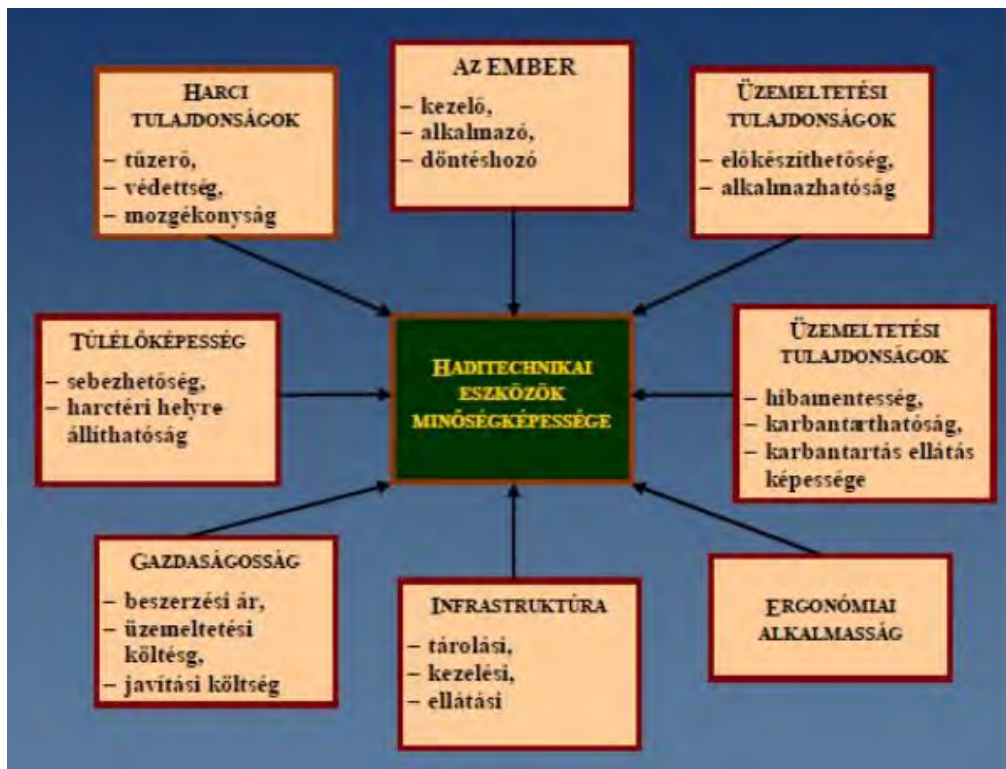 HARCI
TULAJDONSÁGOK
– tűzerő,
– védettség,
– mozgékonyság
AZ EMBER
– kezelő,
– alkalmazó,
– döntéshozó
ÜZEMELTETÉSI
TULAJDONSÁGOK
– előkészíthetőség,
– alkalmazhatóság
TÚLÉLŐKÉPESSÉG
– sebezhetőség,
– harctéri helyre
állíthatóság
HADITECHNIKAI
ESZKÖZÖK
MINŐSÉGKÉPESSÉGE
ÜZEMELTETÉSI
TULAJDONSÁGOK
– hibamentesség,
– karbantarthatóság,
– karbantartás ellátás
képessége
GAZDASÁGOSSÁG
– beszerzési ár,
– üzemeltetési
költésg,
– javítási költség
INFRASTRUKTÚRA
– tárolási,
– kezelési,
– ellátási
ERGONÓMIAI
ALKALMASSÁG